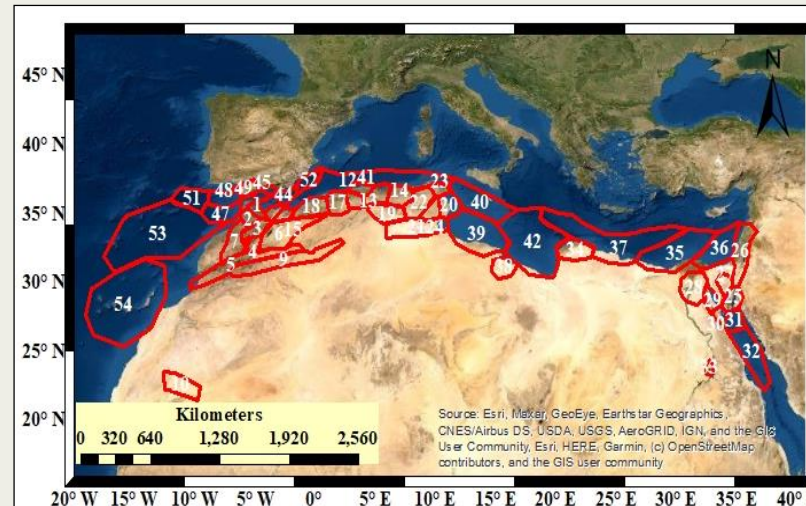 N
45° N
40° N
35° N
30° N
25° N
20° N
52 12 41 23
48 49 45 44 14
51 1 18 17 13 22 20 40
47 2 19
53 3 15 21 24 39 42 37 35 36 26
7 6
4
5 9
54 28 29 25
30 31
32
Kilometers
0 320 640 1,280 1,920 2,560
Source: Esri, Maxar, GeoEye, Earthstar Geographics,
CNES/Airbus DS, USDA, USGS, AeroGRID, IGN, and the GIS
User Community, Esri, HERE, Garmin, (c) OpenStreetMap
contributors, and the GIS user community
20° W 15° W 10° W 5° W 0° 5° E 10° E 15° E 20° E 25° E 30° E 35° E 40°